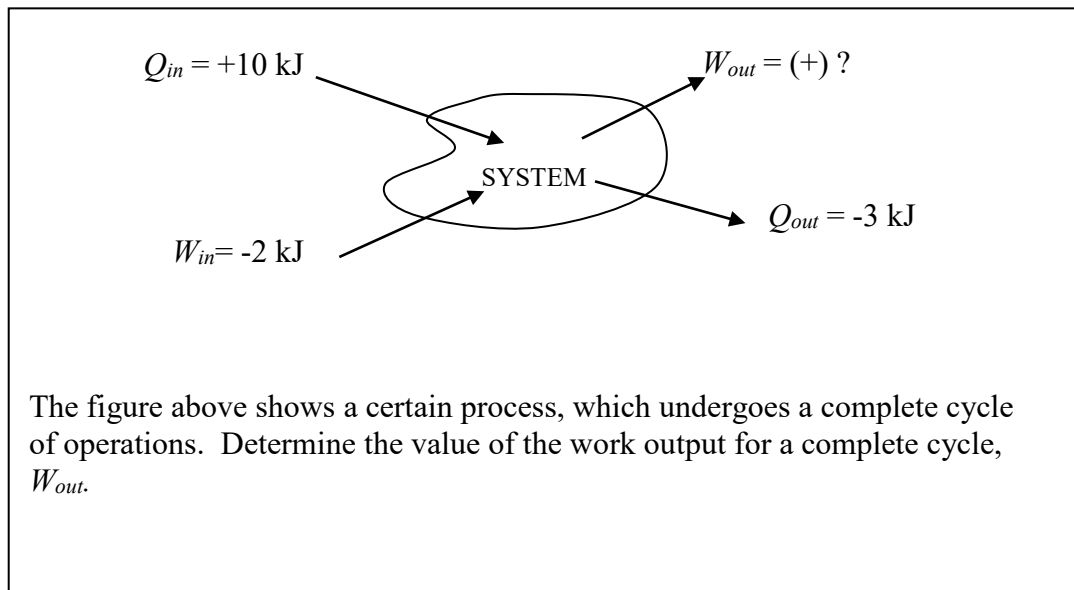 Qin = +10 kJ
Wout = (+) ?
SYSTEM
Qout = -3 kJ
Win= -2 kJ
The figure above shows a certain process, which undergoes a complete cycle
of operations. Determine the value of the work output for a complete cycle,
Wout.